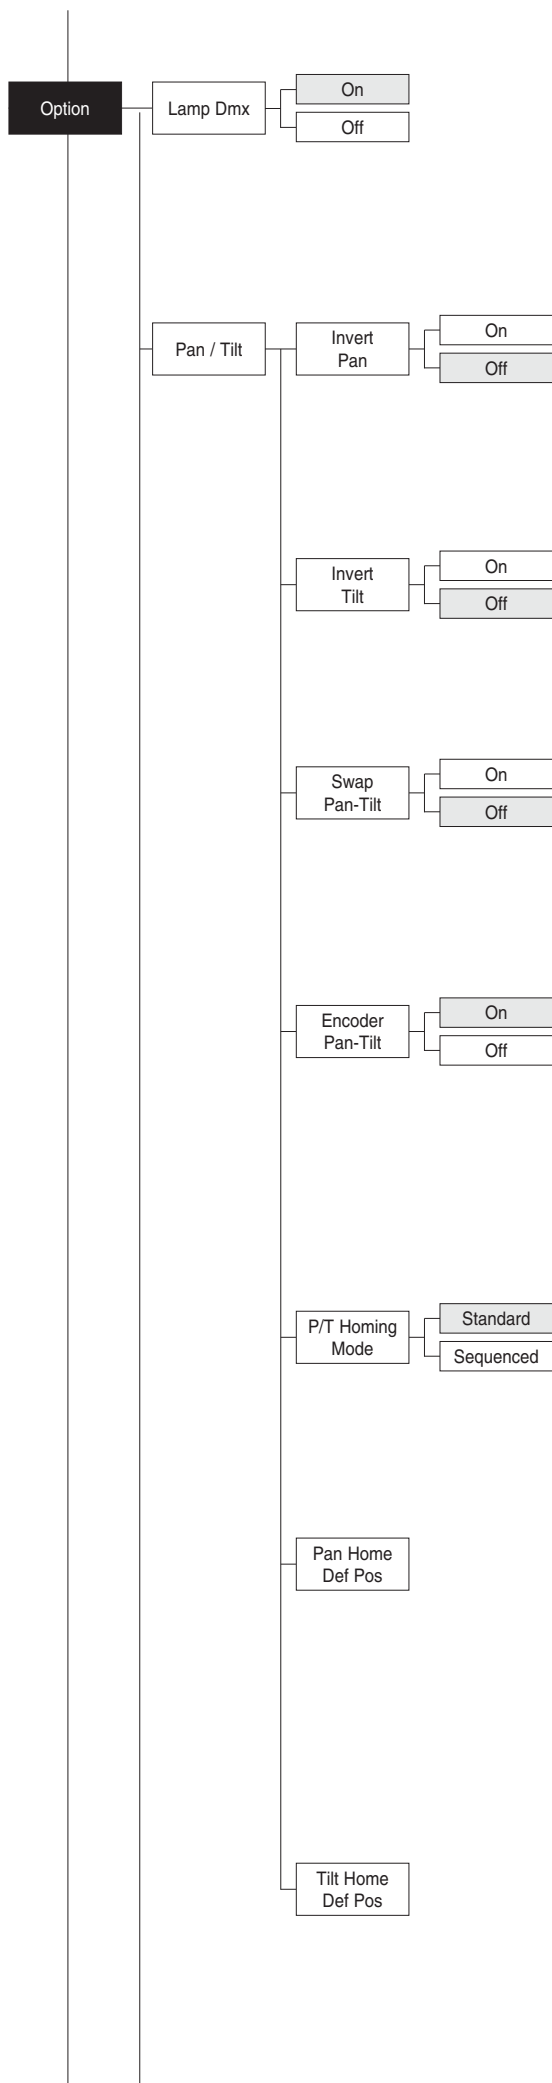 Option
Lamp Dmx
On
Off
Pan / Tilt
Invert
Pan
On
Off
Invert
Tilt
On
Off
Swap
Pan-Tilt
On
Off
Encoder
Pan-Tilt
On
Off
P/T Homing
Mode
Standard
Sequenced
Pan Home
Def Pos
Tilt Home
Def Pos